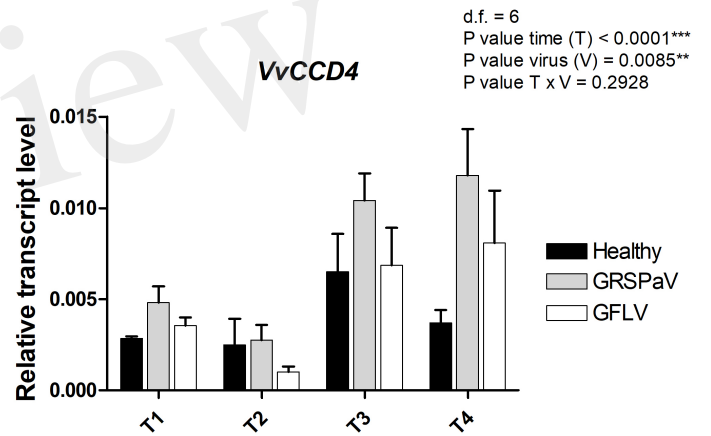 d.f. = 6
P value time (T) < 0.0001***
P value virus (V) = 0.0085**
P value T x V = 0.2928
VvCCD4
Relative transcript level
0.015
0.010
0.005
0.000
T1
T2
T3
T4
Healthy
GRSPaV
GFLV
iew